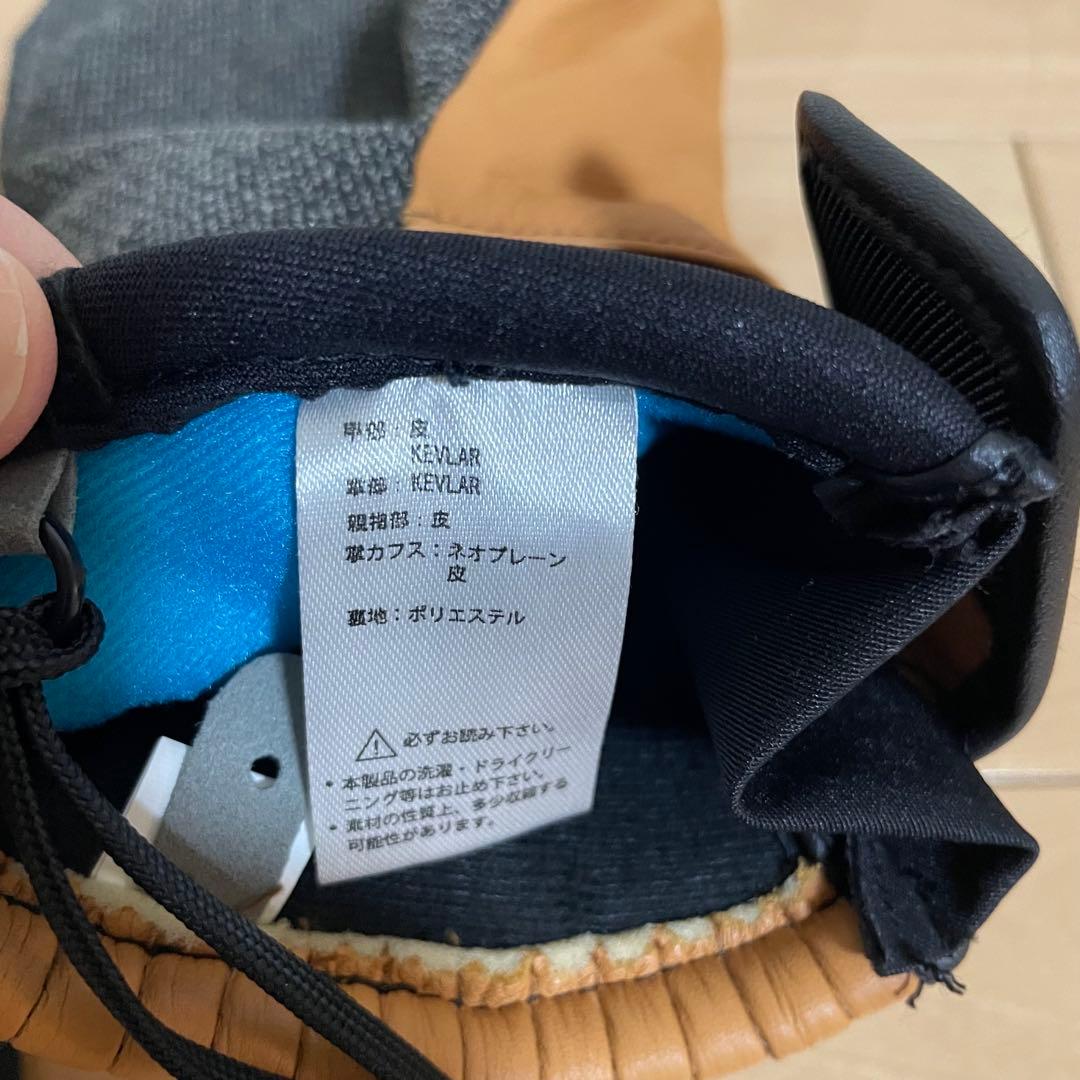 甲部：皮
KEVLAR
掌部：KEVLAR
親指部：皮
掌カフス：ネオプレーン
皮
裏地：ポリエステル
必ずお読み下さい。
・本製品の洗濯・ドライクリー
ニング等はお止め下さい。
・素材の性質上、多少収縮する
可能性があります。